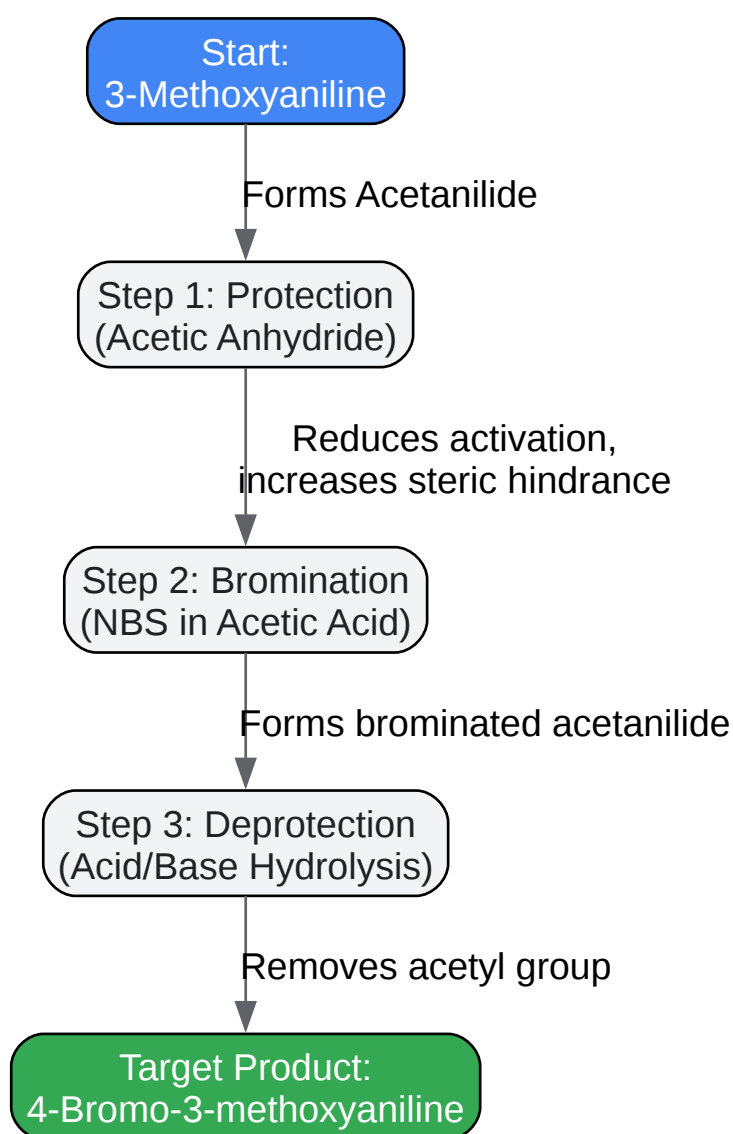 Start:
3-Methoxyaniline
Forms Acetanilide
Step 1: Protection
(Acetic Anhydride)
Reduces activation,
increases steric hindrance
Step 2: Bromination
(NBS in Acetic Acid)
Forms brominated acetanilide
Step 3: Deprotection
(Acid/Base Hydrolysis)
Removes acetyl group
Target Product:
4-Bromo-3-methoxyaniline